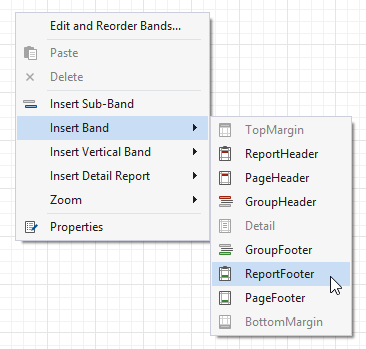 Edit and Reorder Bands...
Paste
Delete
Insert Sub-Band
Insert Band
Insert Vertical Band
Insert Detail Report
Zoom
Properties
TopMargin
ReportHeader
PageHeader
GroupHeader
Detail
GroupFooter
ReportFooter
PageFooter
BottomMargin